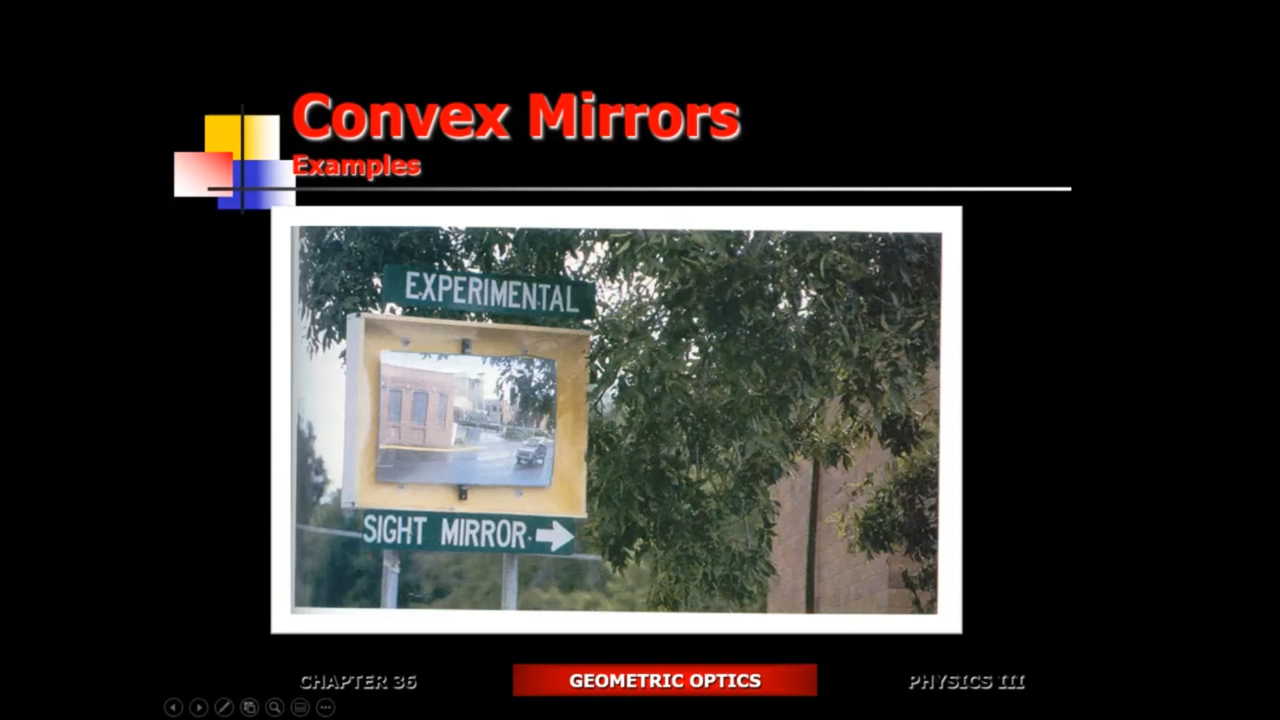 Convex Mirrors
Examples
EXPERIMENTAL
SIGHT MIRROR
CHAPTER 36
GEOMETRIC OPTICS
PHYSICS III